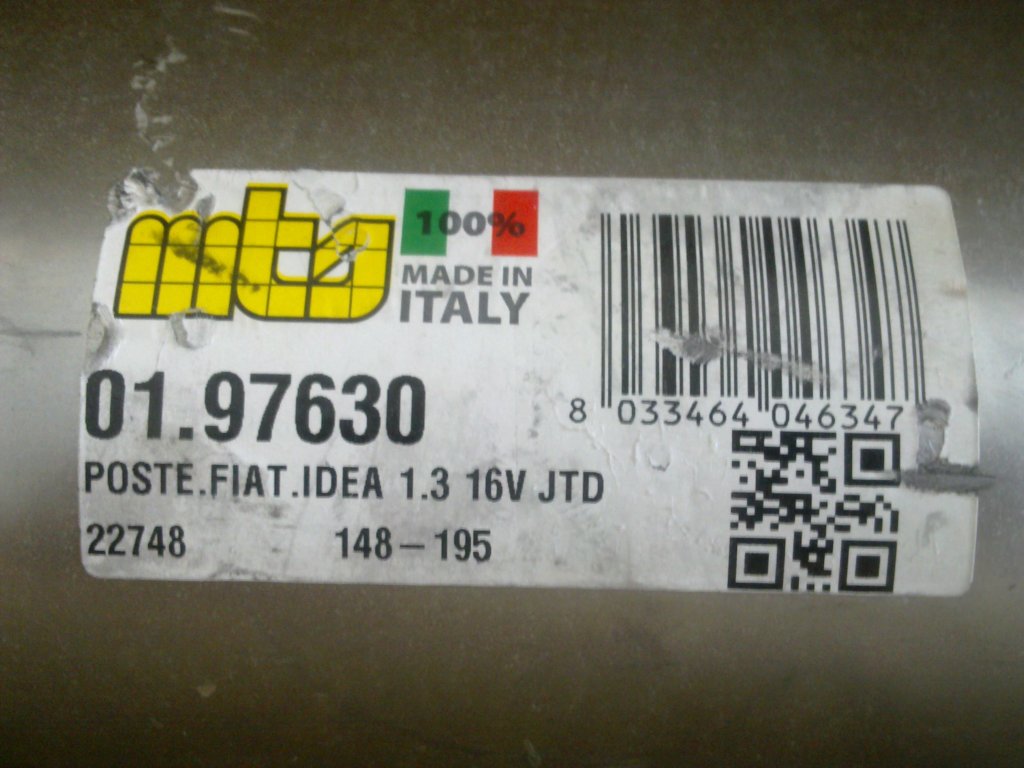 mts
100%
MADE IN
ITALY
01.97630
POSTE.FIAT.IDEA 1.3 16V JTD
22748 148-195
8 033464 046347